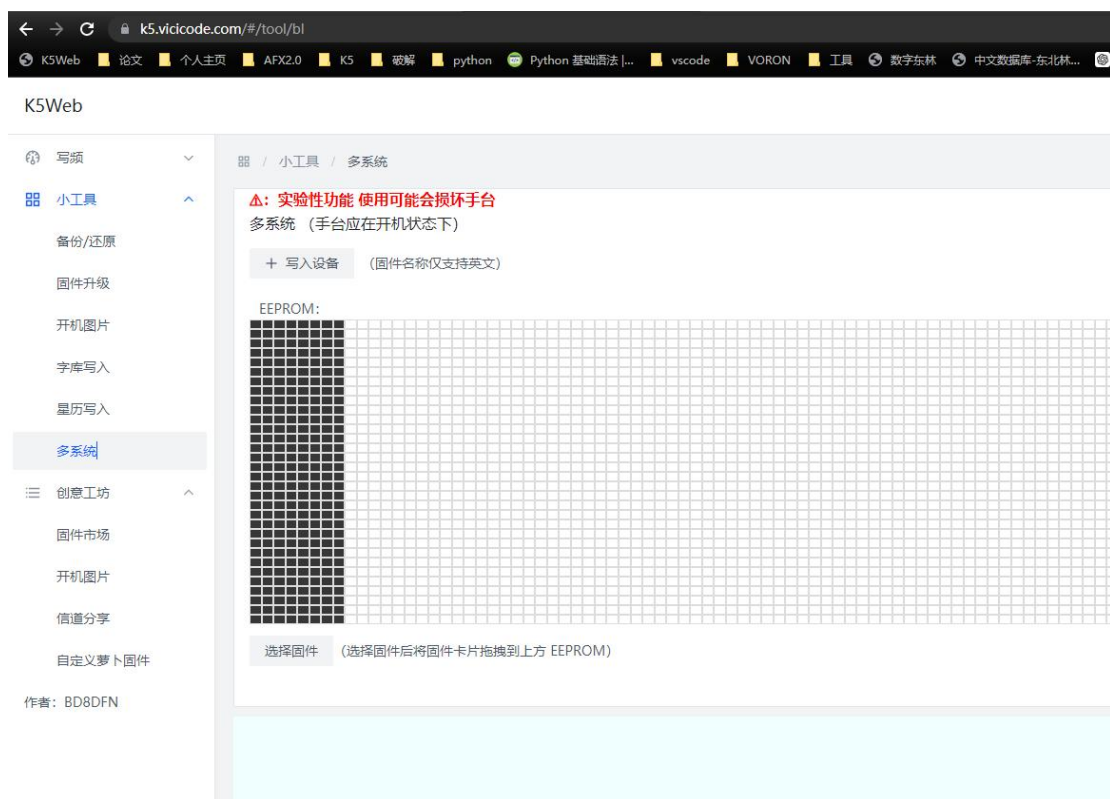 k5.vicicode.com/#/tool/bl
K5Web 论文 个人主页 AFX2.0 K5 破解 python Python 基础语法 |... vscode VORON 工具 数字东林 中文数据库-东北林...
K5Web
写频
小工具
备份/还原
固件升级
开机图片
字库写入
星历写入
多系统
创意工坊
固件市场
开机图片
信道分享
自定义萝卜固件
作者：BD8DFN
/ 小工具 / 多系统
⚠：实验性功能 使用可能会损坏手台
多系统 （手台应在开机状态下）
+ 写入设备 （固件名称仅支持英文）
EEPROM：
选择固件 （选择固件后将固件卡片拖拽到上方 EEPROM）